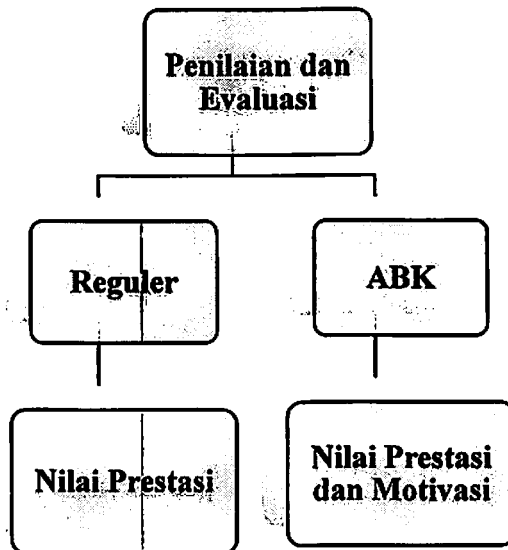 Penilaian dan
Evaluasi
Reguler
ABK
Nilai Prestasi
Nilai Prestasi
dan Motivasi